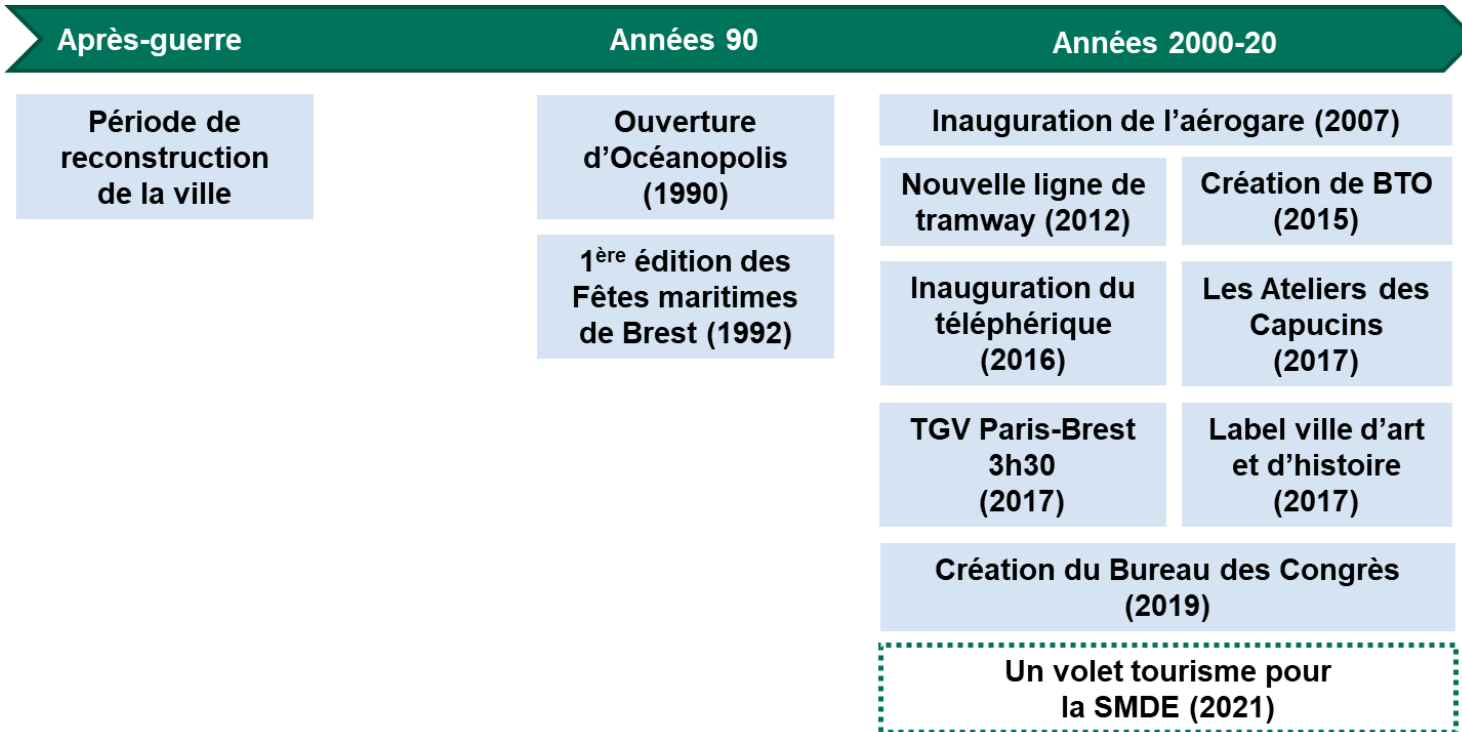 Après-guerre
Années 90
Années 2000-20
Période de
reconstruction
de la ville
Ouverture
d’Océanopolis
(1990)
1ère édition des
Fêtes maritimes
de Brest (1992)
Inauguration de l’aérogare (2007)
Nouvelle ligne de
tramway (2012)
Création de BTO
(2015)
Inauguration du
téléphérique
(2016)
Les Ateliers des
Capucins
(2017)
TGV Paris-Brest
3h30
(2017)
Label ville d’art
et d’histoire
(2017)
Création du Bureau des Congrès
(2019)
Un volet tourisme pour
la SMDE (2021)